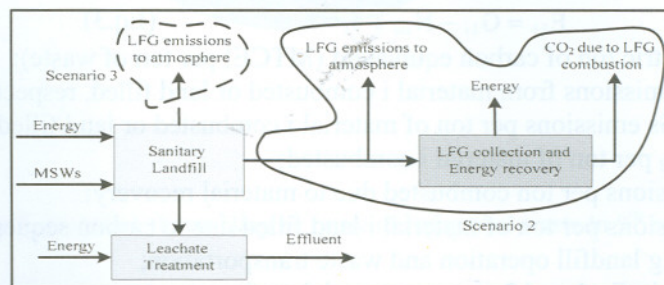 LFG emissions
to atmosphere
Scenario 3
LFG emissions to
atmosphere
CO₂ due to LFG
combustion
Energy
Energy
MSWs
Sanitary
Landfill
LFG collection and
Energy recovery
Scenario 2
Energy
Leachate
Treatment
Effluent